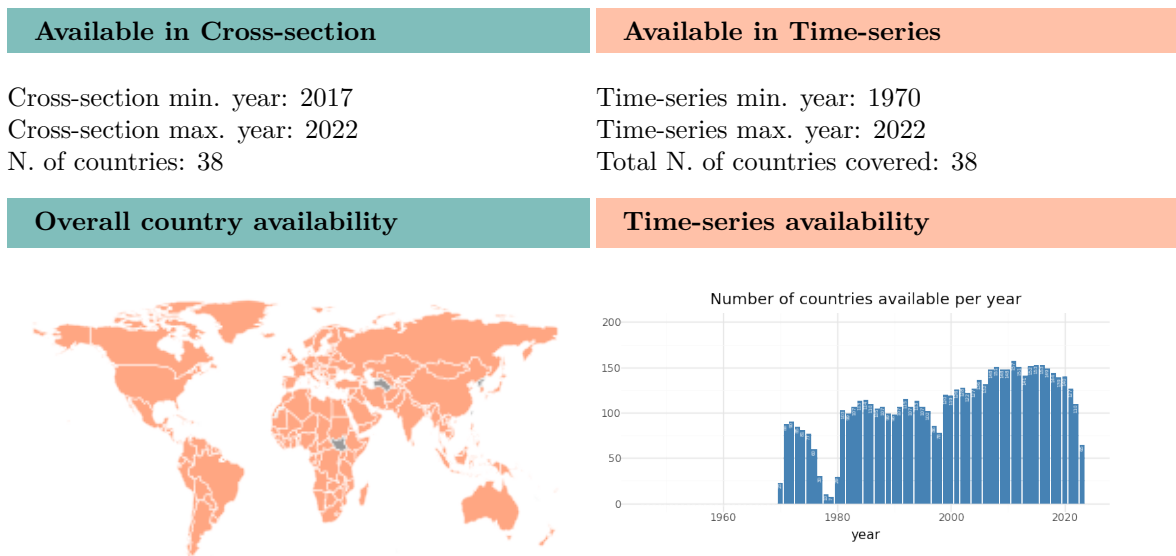 Available in Cross-section
Available in Time-series
Cross-section min. year: 2017
Cross-section max. year: 2022
N. of countries: 38
Time-series min. year: 1970
Time-series max. year: 2022
Total N. of countries covered: 38
Overall country availability
Time-series availability
Number of countries available per year
200
150
100
50
0
1960
1980
2000
2020
year